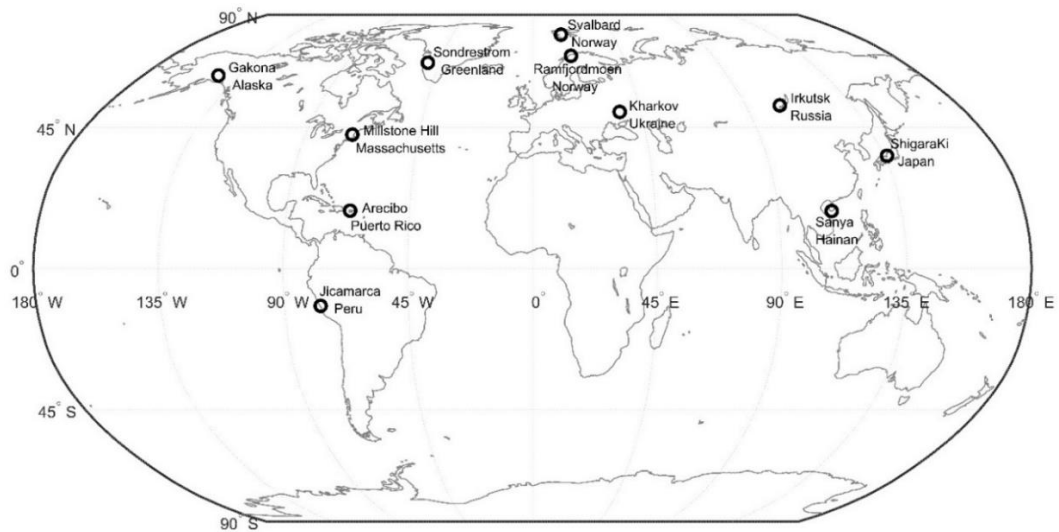 90° N
Svalbard
Norway
Sondrestrom
Greenland
Ramfjordmoen
Norway
Gakona
Alaska
Kharkov
Ukraine
Irkutsk
Russia
45° N
Millstone Hill
Massachusetts
ShigaraKi
Japan
Arecibo
Puerto Rico
Sanya
Hainan
0°
180° W
135° W
90° W
45° W
0° E
45° E
90° E
135° E
180° E
Jicamarca
Peru
45° S
90° S